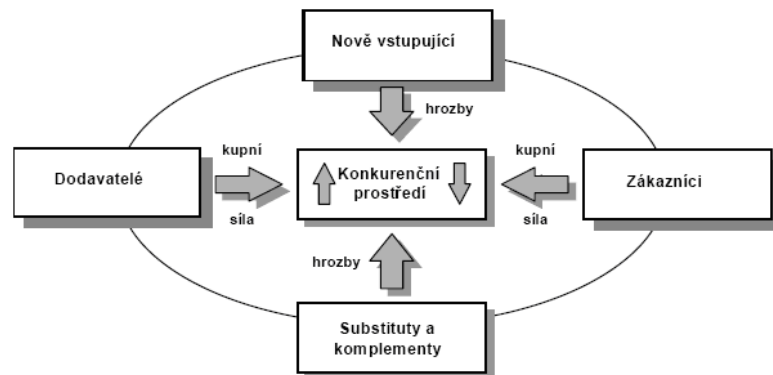 Nově vstupující
hrozby
kupní
Dodavatelé
síla
Konkurenční
prostředí
kupní
Zákazníci
síla
hrozby
Substituty a
komplementy